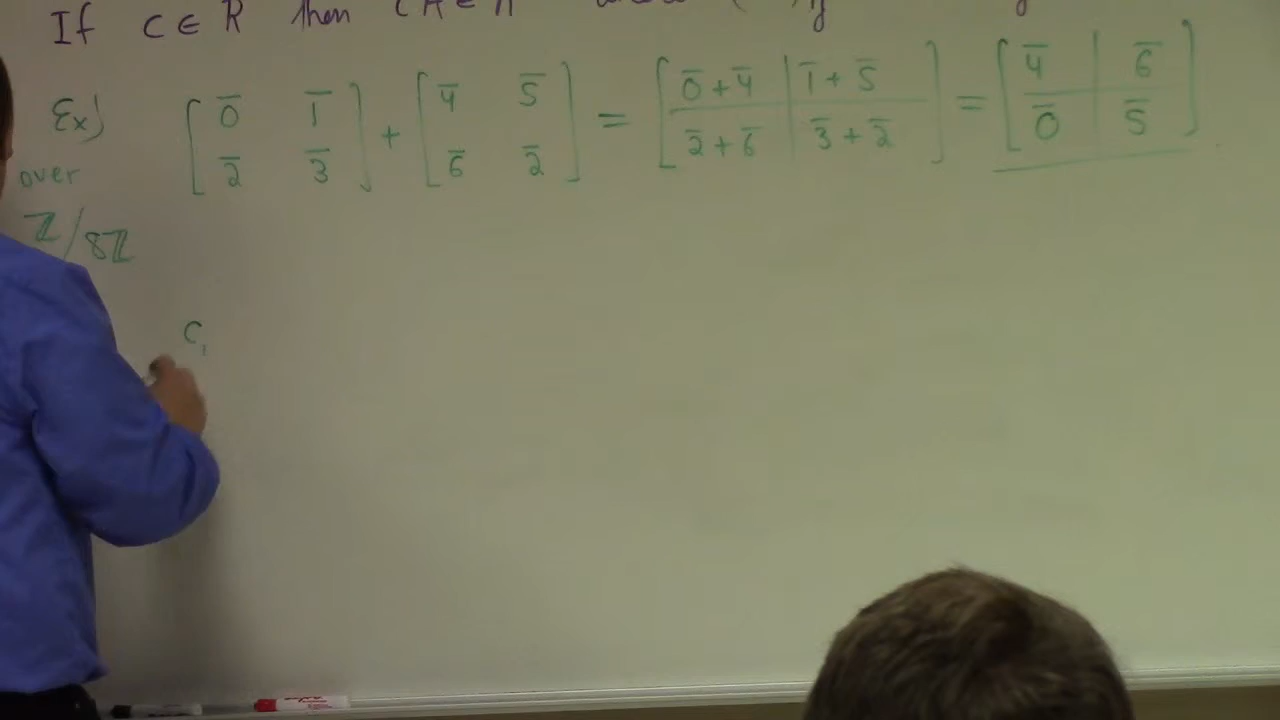 If C ∈ R then
Ex) [0̅ 1̅; 2̅ 3̅] + [4̅ 5̅; 6̅ 2̅] = [0̅+4̅ | 1̅+5̅; 2̅+6̅ | 3̅+2̅] = [4̅ | 6̅; 0̅ | 5̅]
over
ℤ/8ℤ
C₁